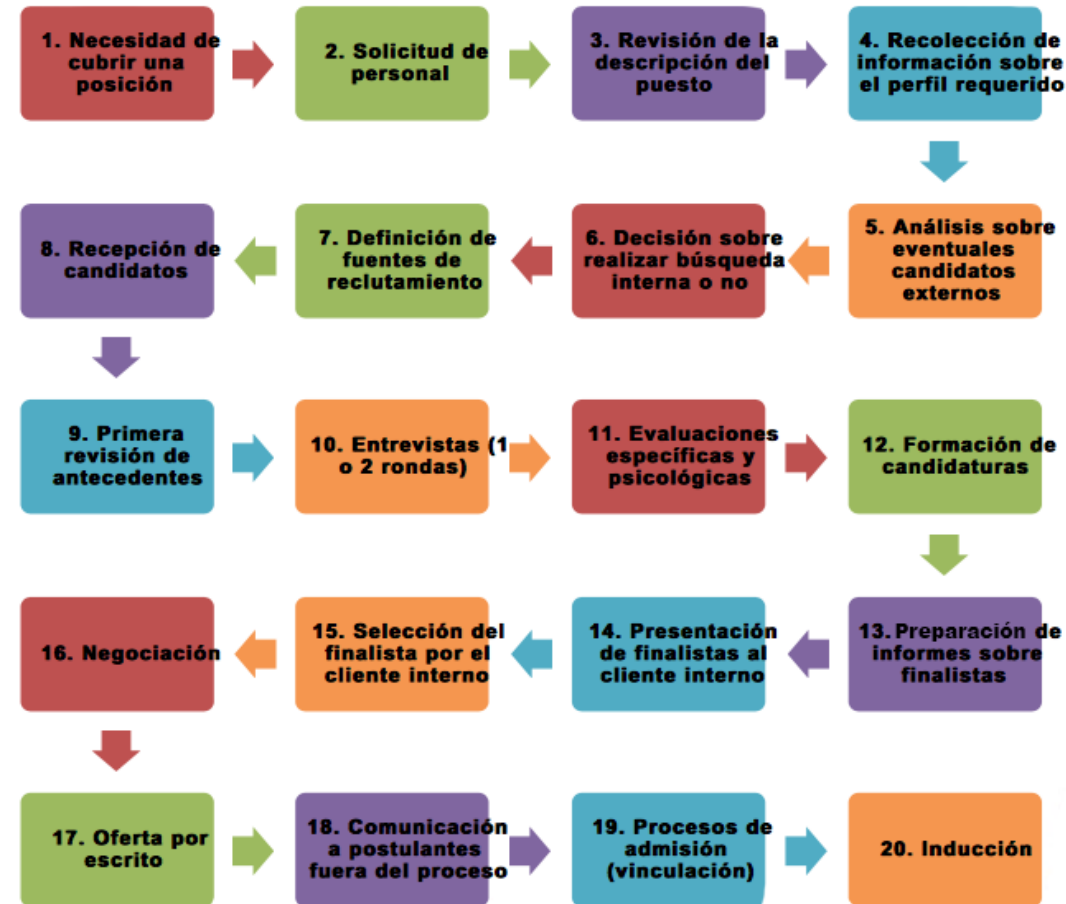 1. Necesidad de
cubrir una
posición
2. Solicitud de
personal
3. Revisión de la
descripción del
puesto
4. Recolección de
información sobre
el perfil requerido
5. Análisis sobre
eventuales
candidatos
externos
6. Decisión sobre
realizar búsqueda
interna o no
7. Definición de
fuentes de
reclutamiento
8. Recepción de
candidatos
9. Primera
revisión de
antecedentes
10. Entrevistas (1
o 2 rondas)
11. Evaluaciones
específicas y
psicológicas
12. Formación de
candidaturas
13. Preparación de
informes sobre
finalistas
14. Presentación
de finalistas al
cliente interno
15. Selección del
finalista por el
cliente interno
16. Negociación
17. Oferta por
escrito
18. Comunicación
a postulantes
fuera del proceso
19. Procesos de
admisión
(vinculación)
20. Inducción